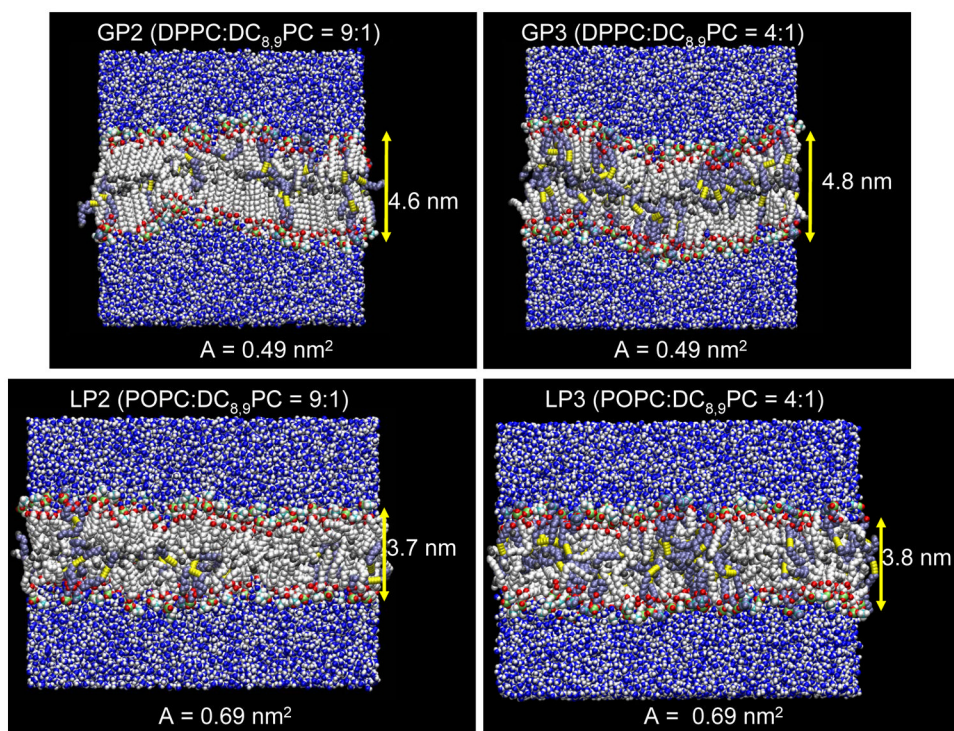 GP2 (DPPC:DC₈,₉PC = 9:1)
4.6 nm
A = 0.49 nm²
GP3 (DPPC:DC₈,₉PC = 4:1)
4.8 nm
A = 0.49 nm²
LP2 (POPC:DC₈,₉PC = 9:1)
3.7 nm
A = 0.69 nm²
LP3 (POPC:DC₈,₉PC = 4:1)
3.8 nm
A = 0.69 nm²